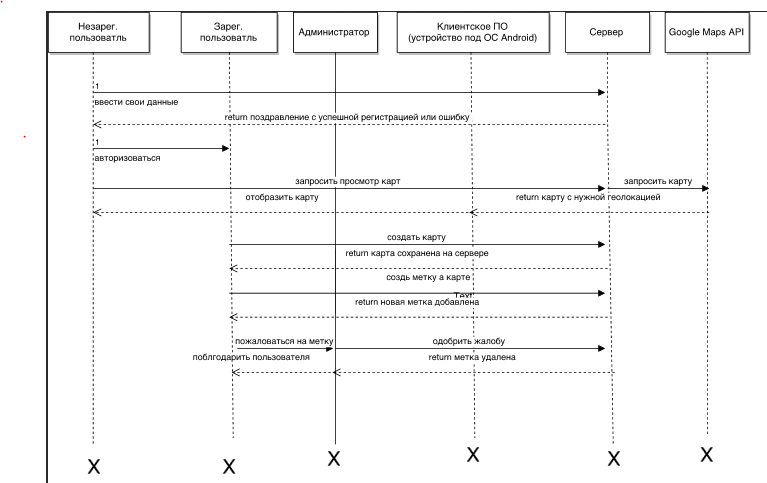 Незарег.
пользоватль
Зарег.
пользоватль
Администратор
Клиентское ПО
(устройство под ОС Android)
Сервер
Google Maps API
1
ввести свои данные
return поздравление с успешной регистрацией или ошибку
1
авторизоваться
запросить просмотр карт
запросить карту
отобразить карту
return карту с нужной геолокацией
создать карту
return карта сохранена на сервере
создь метку а карте
Text
return новая метка добавлена
пожаловаться на метку
одобрить жалобу
поблгодарить пользователя
return метка удалена
X
X
X
X
X
X